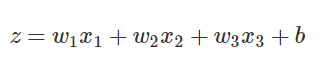 z = w₁x₁ + w₂x₂ + w₃x₃ + b